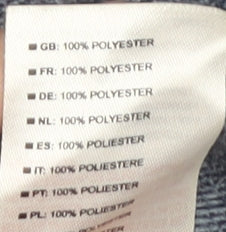 GB: 100% POLYESTER
FR: 100% POLYESTER
DE: 100% POLYESTER
NL: 100% POLYESTER
ES: 100% POLIESTER
IT: 100% POLIESTERE
PT: 100% POLIESTER
PL: 100% POLIESTER